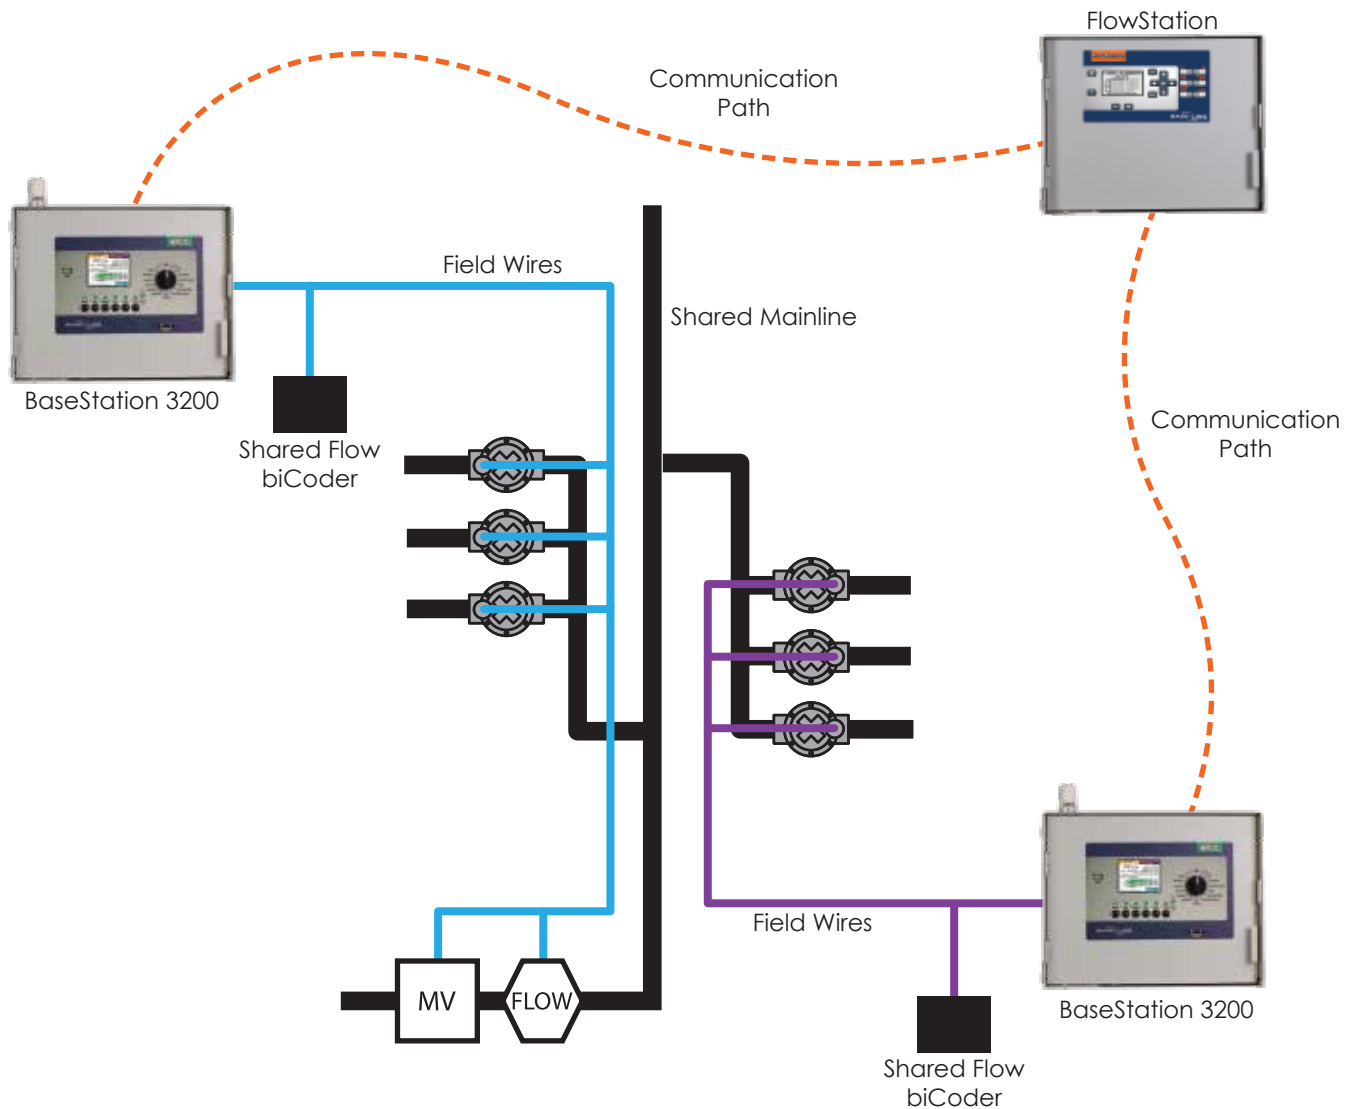 FlowStation
Communication
Path
Field Wires
Shared Mainline
BaseStation 3200
Shared Flow
biCoder
Communication
Path
MV
FLOW
Field Wires
BaseStation 3200
Shared Flow
biCoder